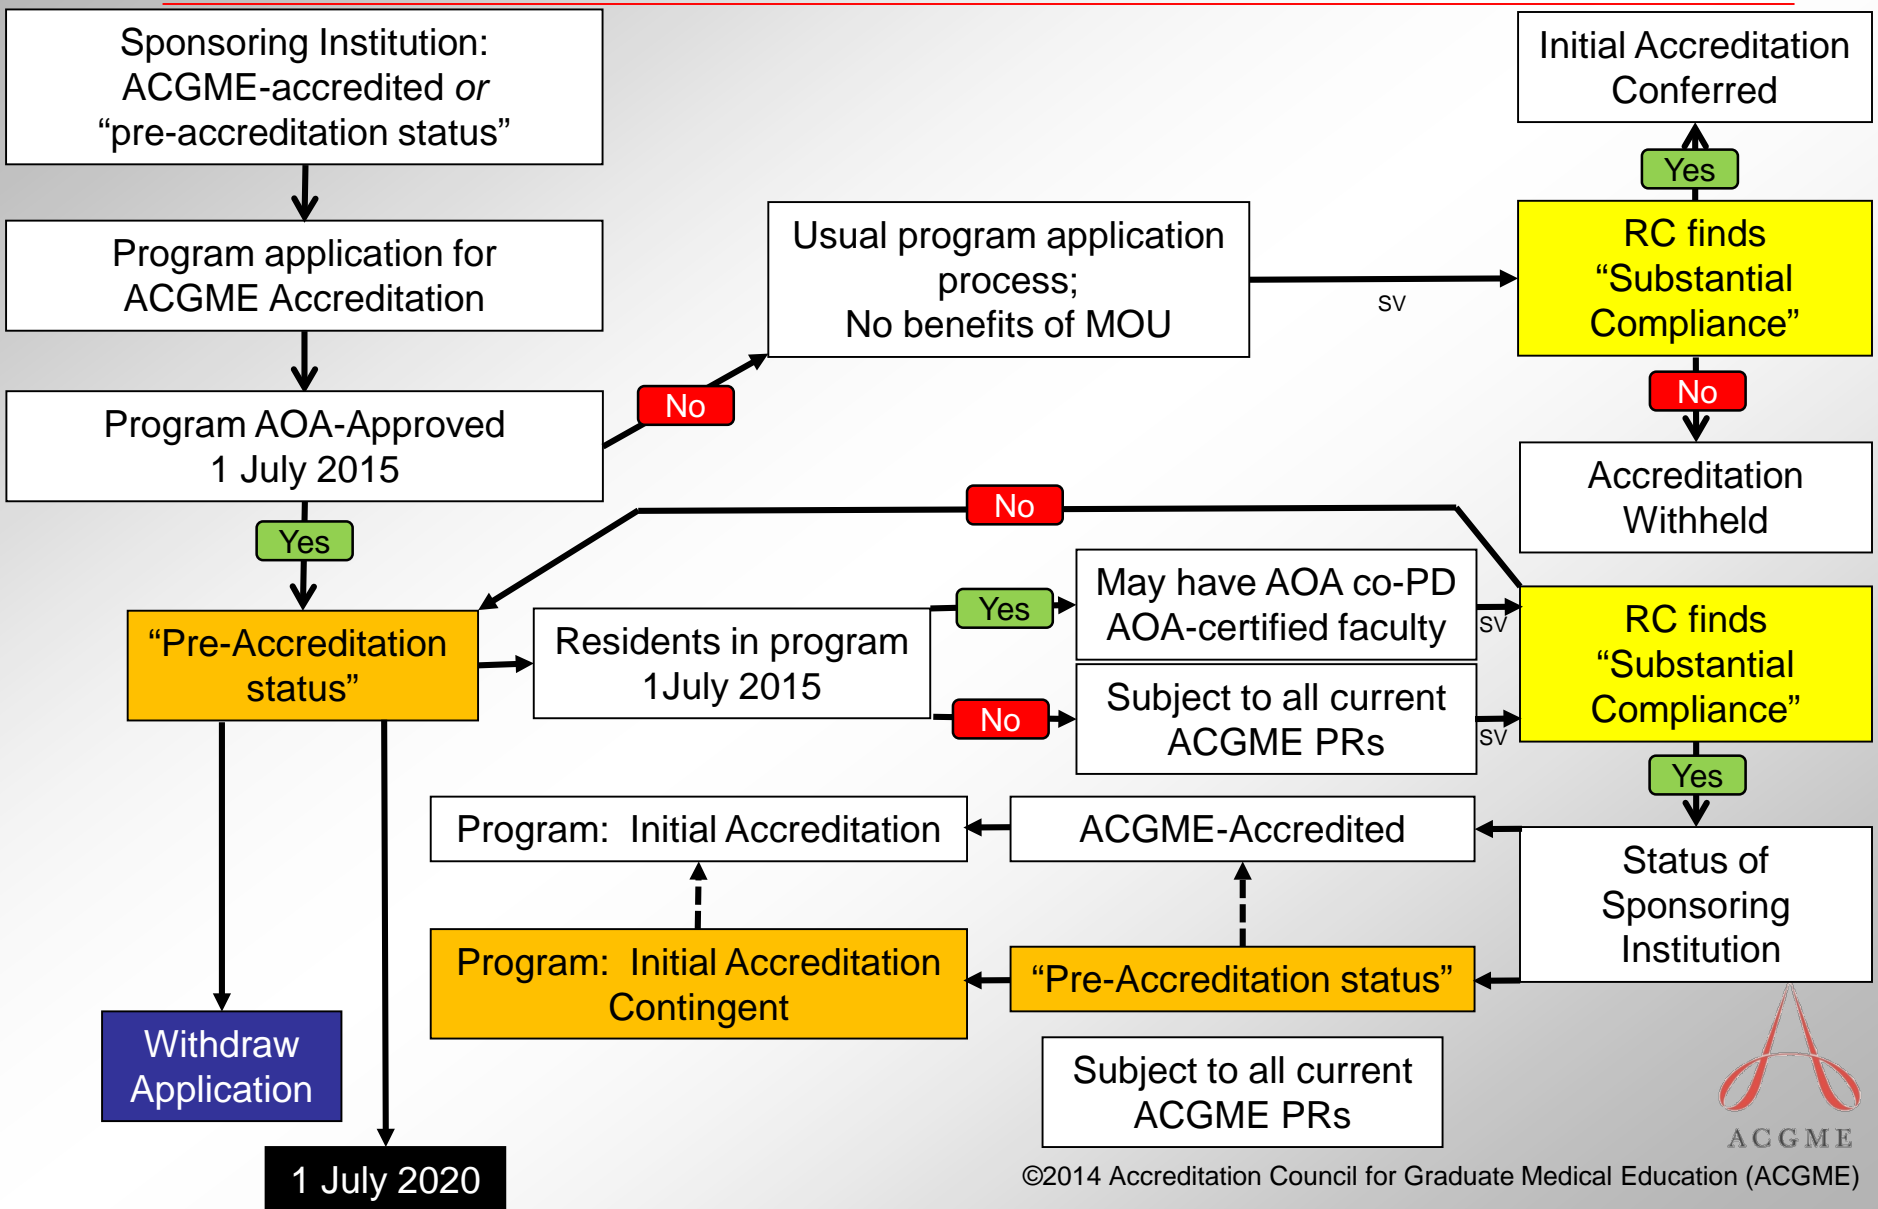 Sponsoring Institution:
ACGME-accredited or
“pre-accreditation status”
Program application for
ACGME Accreditation
Program AOA-Approved
1 July 2015
No
Usual program application
process;
No benefits of MOU
SV
RC finds
“Substantial
Compliance”
Yes
Initial Accreditation
Conferred
No
Accreditation
Withheld
Yes
“Pre-Accreditation
status”
No
Residents in program
1July 2015
Yes
May have AOA co-PD
AOA-certified faculty
SV
No
Subject to all current
ACGME PRs
SV
RC finds
“Substantial
Compliance”
Yes
Status of
Sponsoring
Institution
ACGME-Accredited
Program: Initial Accreditation
“Pre-Accreditation status”
Program: Initial Accreditation
Contingent
Subject to all current
ACGME PRs
Withdraw
Application
1 July 2020
ACGME
©2014 Accreditation Council for Graduate Medical Education (ACGME)